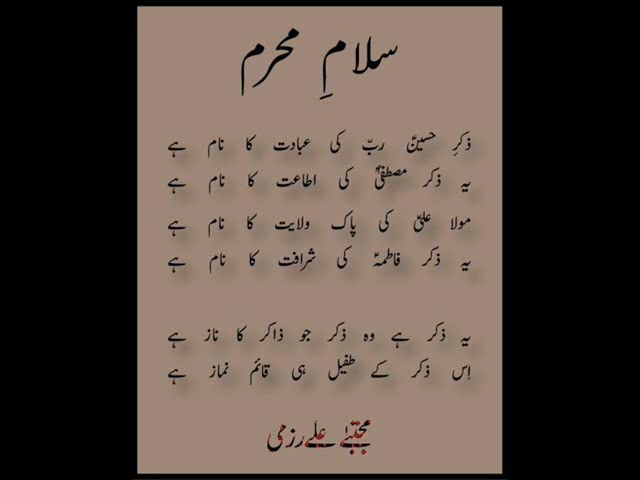 سلامِ محرم
ذکرِ حسینؑ ربّ کی عبادت کا نام ہے
یہ ذکر مصطفیٰؐ کی اطاعت کا نام ہے
مولا علیؑ کی پاک ولایت کا نام ہے
یہ ذکر فاطمہؑ کی شرافت کا نام ہے
یہ ذکر ہے وہ ذکر جو ذاکر کا ناز ہے
اِس ذکر کے طفیل ہی قائم نماز ہے
مجتبیٰ علی رزمی